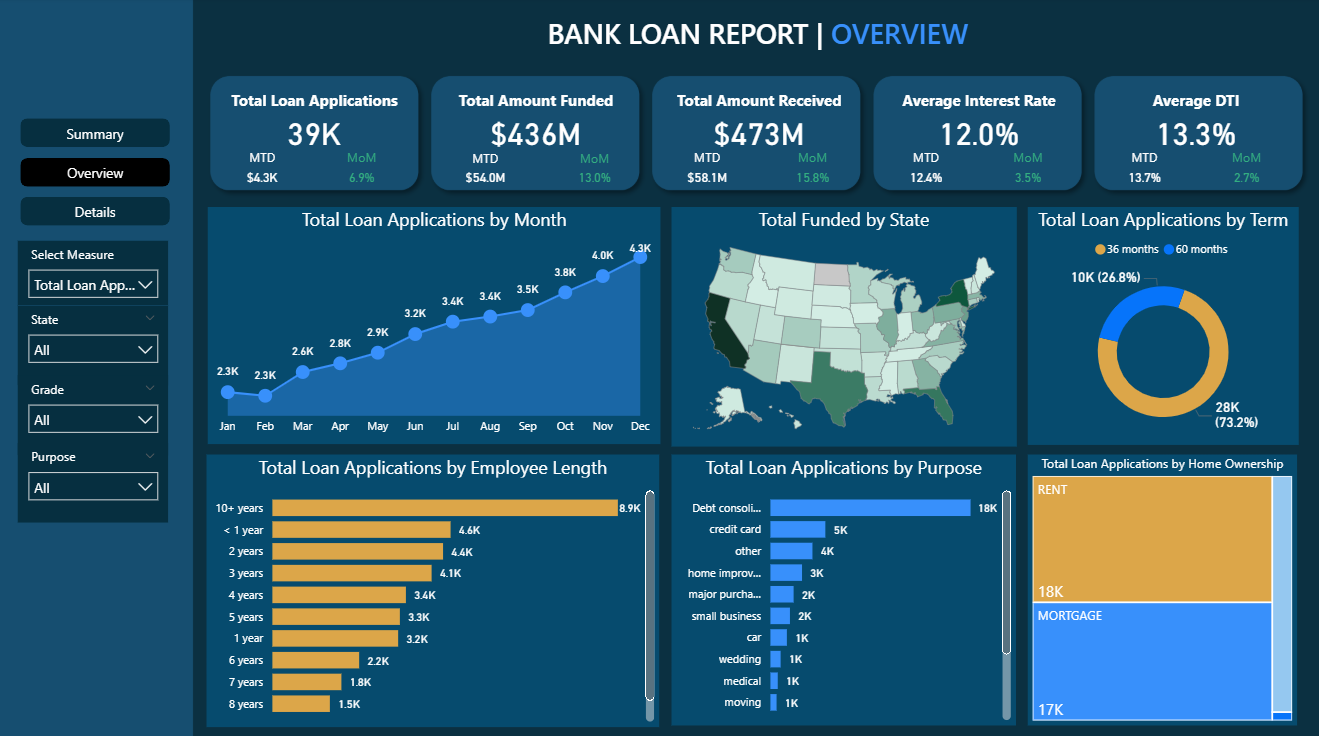 BANK LOAN REPORT | OVERVIEW
Summary
Overview
Details
Select Measure
Total Loan App...
State
All
Grade
All
Purpose
All
Total Loan Applications
39K
MTD MoM
$4.3K 6.9%
Total Amount Funded
$436M
MTD MoM
$54.0M 13.0%
Total Amount Received
$473M
MTD MoM
$58.1M 15.8%
Average Interest Rate
12.0%
MTD MoM
12.4% 3.5%
Average DTI
13.3%
MTD MoM
13.7% 2.7%
Total Loan Applications by Month
2.3K 2.3K 2.6K 2.8K 2.9K 3.2K 3.4K 3.4K 3.5K 3.8K 4.0K 4.3K
Jan Feb Mar Apr May Jun Jul Aug Sep Oct Nov Dec
Total Funded by State
Total Loan Applications by Term
36 months 60 months
10K (26.8%)
28K
(73.2%)
Total Loan Applications by Employee Length
10+ years 8.9K
< 1 year 4.6K
2 years 4.4K
3 years 4.1K
4 years 3.4K
5 years 3.3K
1 year 3.2K
6 years 2.2K
7 years 1.8K
8 years 1.5K
Total Loan Applications by Purpose
Debt consoli... 18K
credit card 5K
other 4K
home improv... 3K
major purcha... 2K
small business 2K
car 1K
wedding 1K
medical 1K
moving 1K
Total Loan Applications by Home Ownership
RENT
18K
MORTGAGE
17K